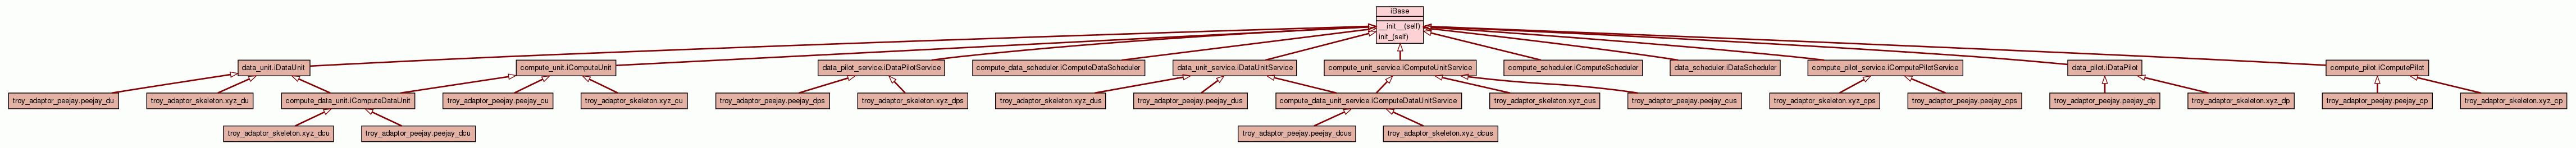 iBase
__init__(self)
init_(self)
data_unit.iDataUnit
compute_unit.iComputeUnit
data_pilot_service.iDataPilotService
compute_data_scheduler.iComputeDataScheduler
data_unit_service.iDataUnitService
compute_unit_service.iComputeUnitService
compute_scheduler.iComputeScheduler
data_scheduler.iDataScheduler
compute_pilot_service.iComputePilotService
data_pilot.iDataPilot
compute_pilot.iComputePilot
troy_adaptor_peejay.peejay_du
troy_adaptor_skeleton.xyz_du
compute_data_unit.iComputeDataUnit
troy_adaptor_peejay.peejay_cu
troy_adaptor_skeleton.xyz_cu
troy_adaptor_peejay.peejay_dps
troy_adaptor_skeleton.xyz_dps
troy_adaptor_skeleton.xyz_dus
troy_adaptor_peejay.peejay_dus
compute_data_unit_service.iComputeDataUnitService
troy_adaptor_skeleton.xyz_cus
troy_adaptor_peejay.peejay_cus
troy_adaptor_skeleton.xyz_cps
troy_adaptor_peejay.peejay_cps
troy_adaptor_peejay.peejay_dp
troy_adaptor_skeleton.xyz_dp
troy_adaptor_peejay.peejay_cp
troy_adaptor_skeleton.xyz_cp
troy_adaptor_skeleton.xyz_dcu
troy_adaptor_peejay.peejay_dcu
troy_adaptor_peejay.peejay_dcus
troy_adaptor_skeleton.xyz_dcus